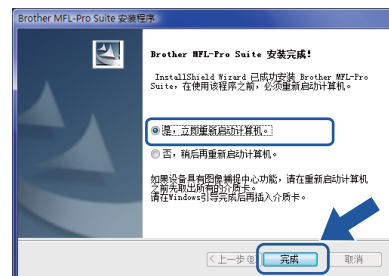 Brother MFL-Pro Suite 安装程序
Brother MFL-Pro Suite 安装完成!
InstallShield Wizard 已成功安装 Brother MFL-Pro
Suite，在使用该程序之前，必须重新启动计算机。
是，立即重新启动计算机。
否，稍后再重新启动计算机。
如果设备具有图像捕捉中心功能，请在重新启动计算机
之前先取出所有的介质卡。
请在Windows引导完成后再插入介质卡。
<上一步(B) 完成 取消